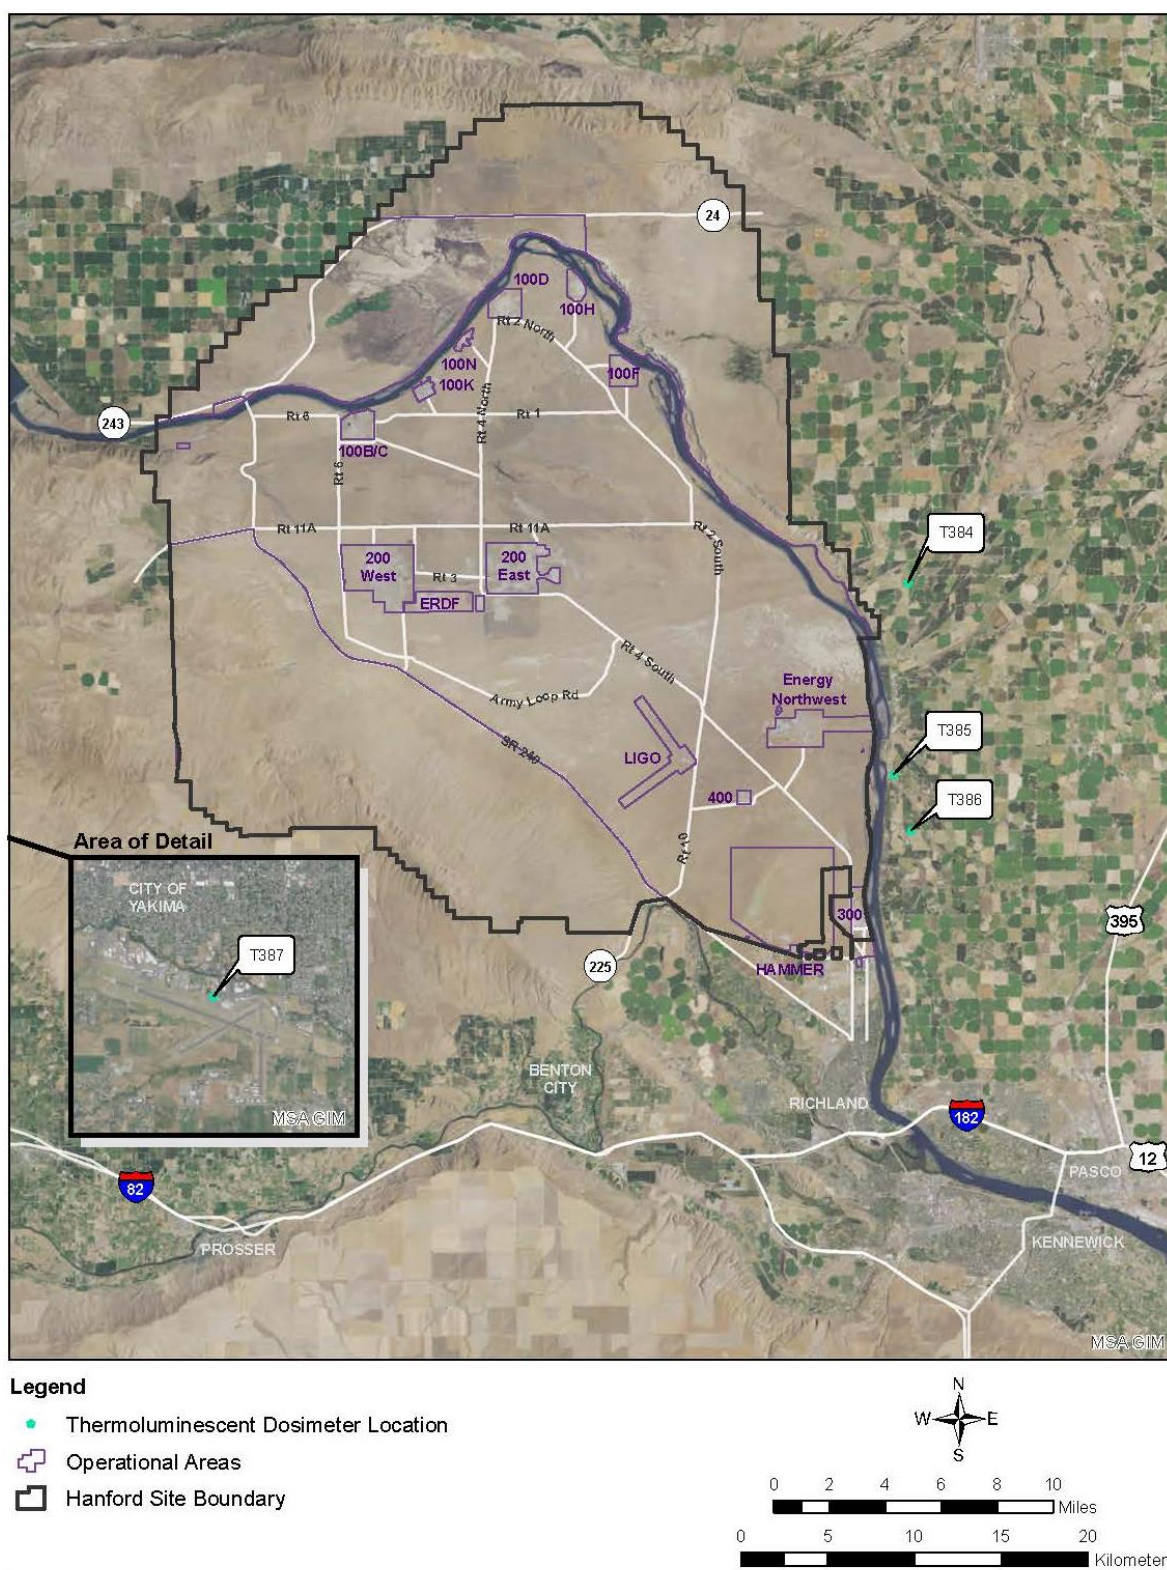 24
100D
100H
Rt 2 North
100N
100F
100K
243
Rt 6
Rt 4 North
Rt 1
100B/C
Rt 6
Rt 11A
Rt 11A
Rt 2 South
T384
200
West
200
East
Rt 3
ERDF
Rt 4 South
Energy
Northwest
Army Loop Rd
SR 240
T385
LIGO
400
T386
Area of Detail
Rt 10
CITY OF
YAKIMA
300
395
T387
225
HAMMER
BENTON
CITY
RICHLAND
MSA GIM
182
12
PASCO
82
PROSSER
KENNEWICK
MSA GIM
Legend
Thermoluminescent Dosimeter Location
Operational Areas
Hanford Site Boundary
N
W E
S
0 2 4 6 8 10
Miles
0 5 10 15 20
Kilometer